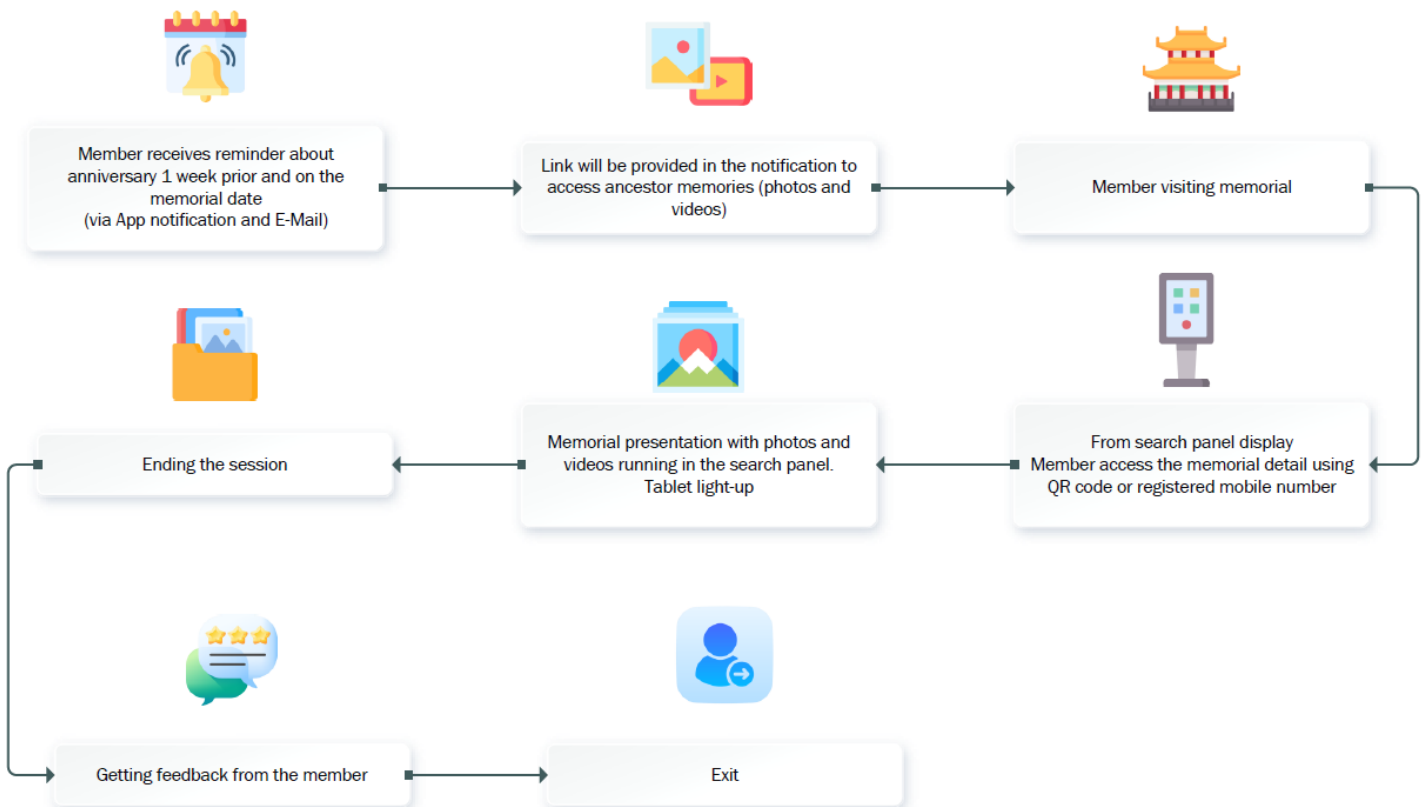 Member receives reminder about
anniversary 1 week prior and on the
memorial date
(via App notification and E-Mail)
Link will be provided in the notification to
access ancestor memories (photos and
videos)
Member visiting memorial
From search panel display
Member access the memorial detail using
QR code or registered mobile number
Memorial presentation with photos and
videos running in the search panel.
Tablet light-up
Ending the session
Getting feedback from the member
Exit